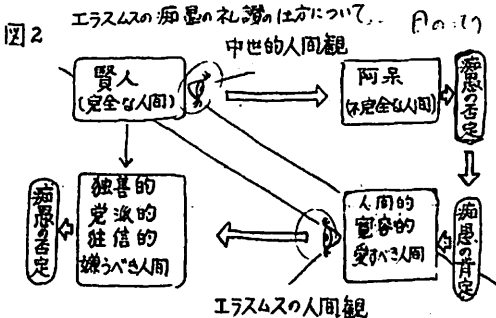 図2
エラスムスの痴愚の礼讃の仕方について
中世的人間観
賢人
(完全な人間)
阿呆
(不完全な人間)
痴愚の否定
独善的
党派的
狂信的
嫌うべき人間
痴愚の否定
人間的
寛容的
愛すべき人間
痴愚の肯定
エラスムスの人間観